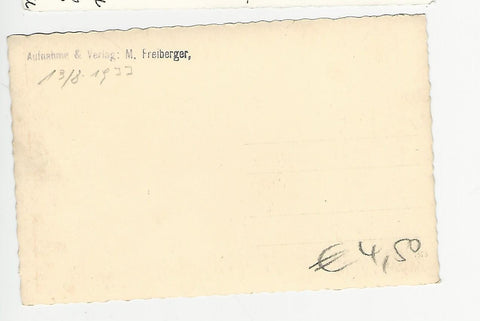 Aufnahme & Verlag: M. Freiberger,
13/8. 1933
€ 4,50